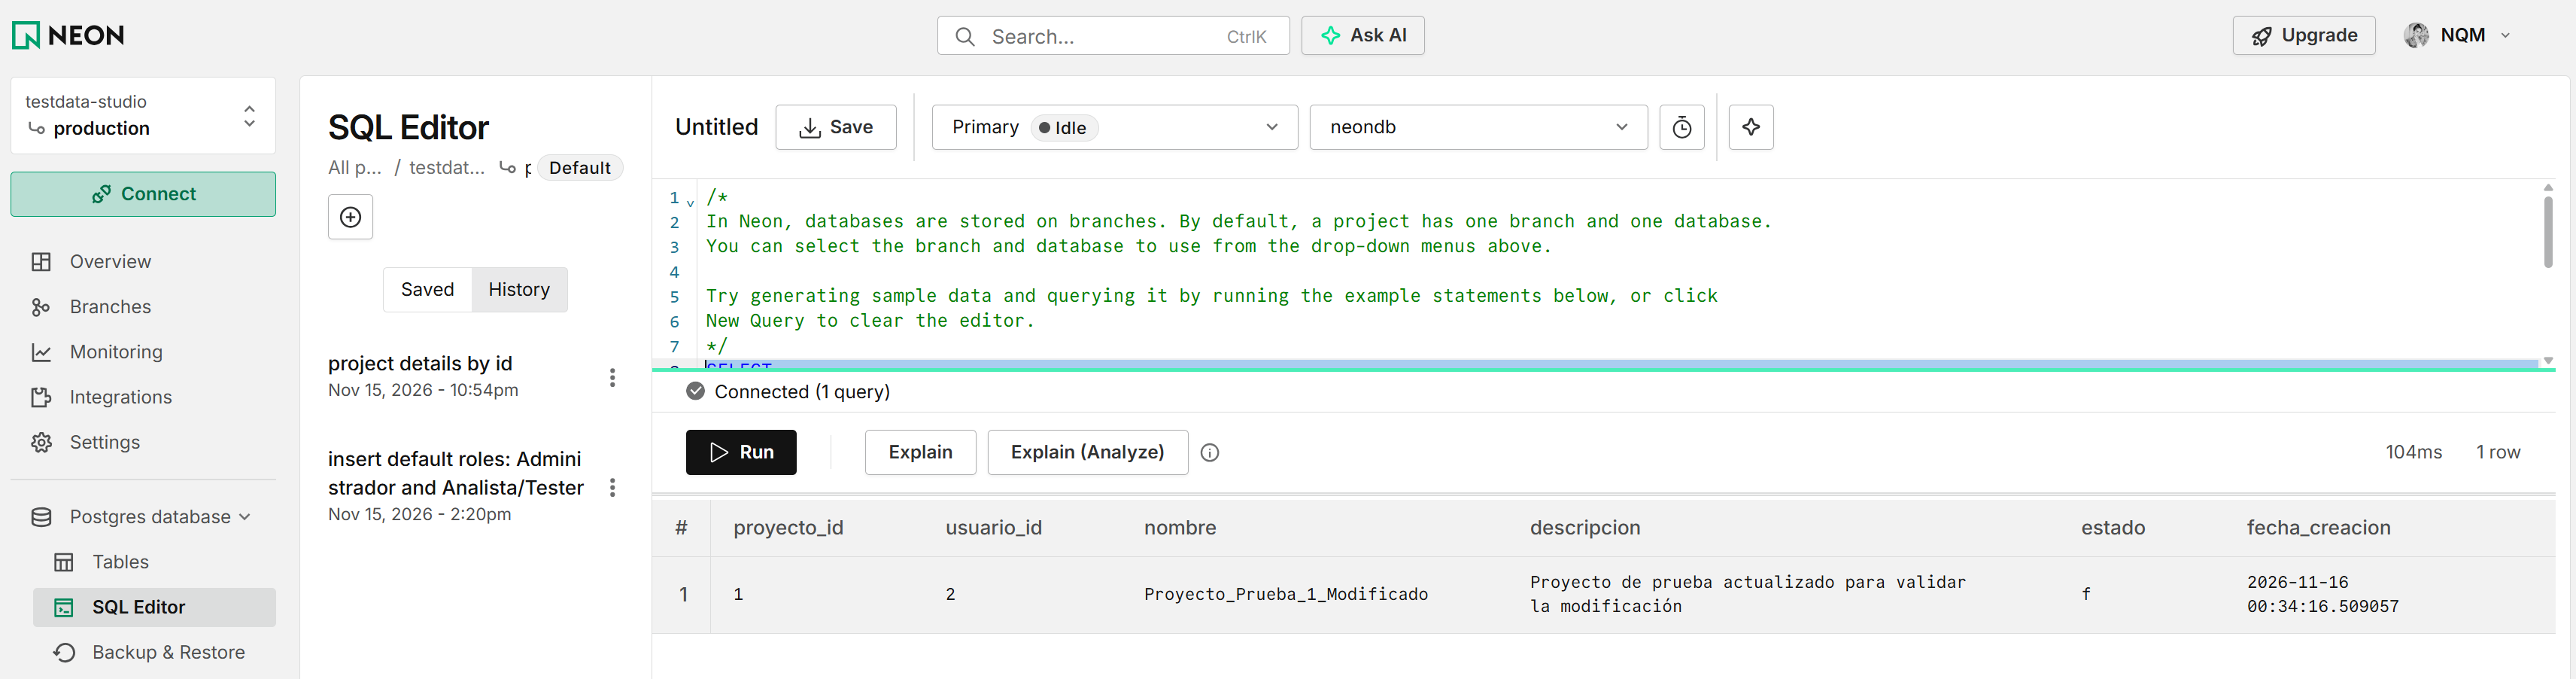 NEON
Search...
CtrlK
Ask AI
Upgrade
NQM
testdata-studio
production
Connect
Overview
Branches
Monitoring
Integrations
Settings
Postgres database
Tables
SQL Editor
Backup & Restore
SQL Editor
All p... / testdat... p Default
Saved
History
project details by id
Nov 15, 2026 - 10:54pm
insert default roles: Admini
strador and Analista/Tester
Nov 15, 2026 - 2:20pm
Untitled
Save
Primary
Idle
neondb
1 /*
2 In Neon, databases are stored on branches. By default, a project has one branch and one database.
3 You can select the branch and database to use from the drop-down menus above.
4
5 Try generating sample data and querying it by running the example statements below, or click
6 New Query to clear the editor.
7 */
SELECT
Connected (1 query)
Run
Explain
Explain (Analyze)
104ms
1 row
# proyecto_id usuario_id nombre descripcion estado fecha_creacion
1 1 2 Proyecto_Prueba_1_Modificado Proyecto de prueba actualizado para validar
la modificación
f
2026-11-16
00:34:16.509057